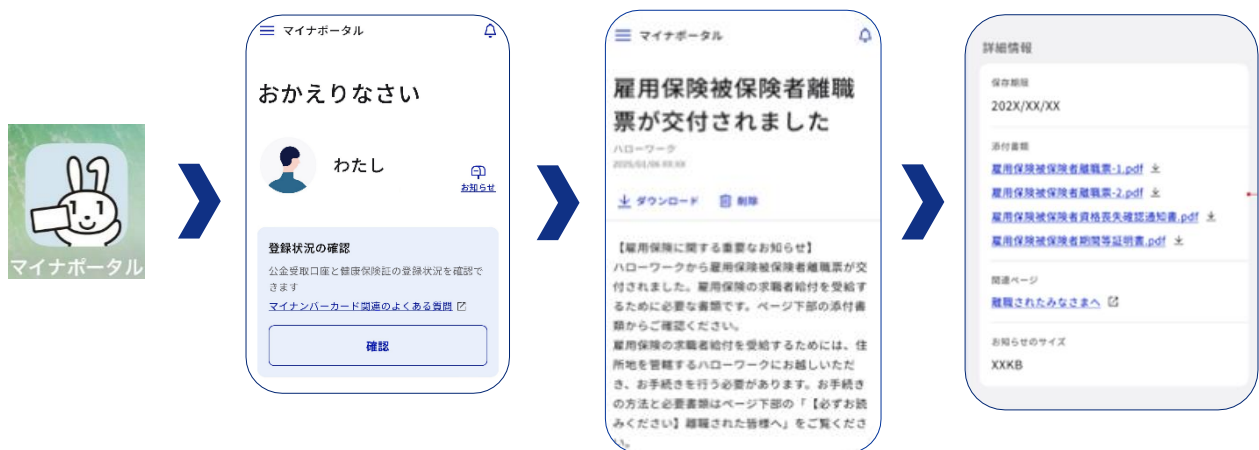 マイナポータル
マイナポータル
おかえりなさい
わたし
お知らせ
登録状況の確認
公金受取口座と健康保険証の登録状況を確認で
きます
マイナンバーカード関連のよくある質問
確認
マイナポータル
雇用保険被保険者離職
票が交付されました
ハローワーク
2025/01/06 XX:XX
ダウンロード 削除
【雇用保険に関する重要なお知らせ】
ハローワークから雇用保険被保険者離職票が交
付されました。雇用保険の求職者給付を受給す
るために必要な書類です。ページ下部の添付書
類からご確認ください。
雇用保険の求職者給付を受給するためには、住
所地を管轄するハローワークにお越しいただ
き、お手続きを行う必要があります。お手続き
の方法と必要書類はページ下部の「【必ずお読
みください】離職された皆様へ」をご覧くださ
い。
詳細情報
保存期限
202X/XX/XX
添付書類
雇用保険被保険者離職票-1.pdf
雇用保険被保険者離職票-2.pdf
雇用保険被保険者資格喪失確認通知書.pdf
雇用保険被保険者期間等証明書.pdf
関連ページ
離職されたみなさまへ
お知らせのサイズ
XXKB